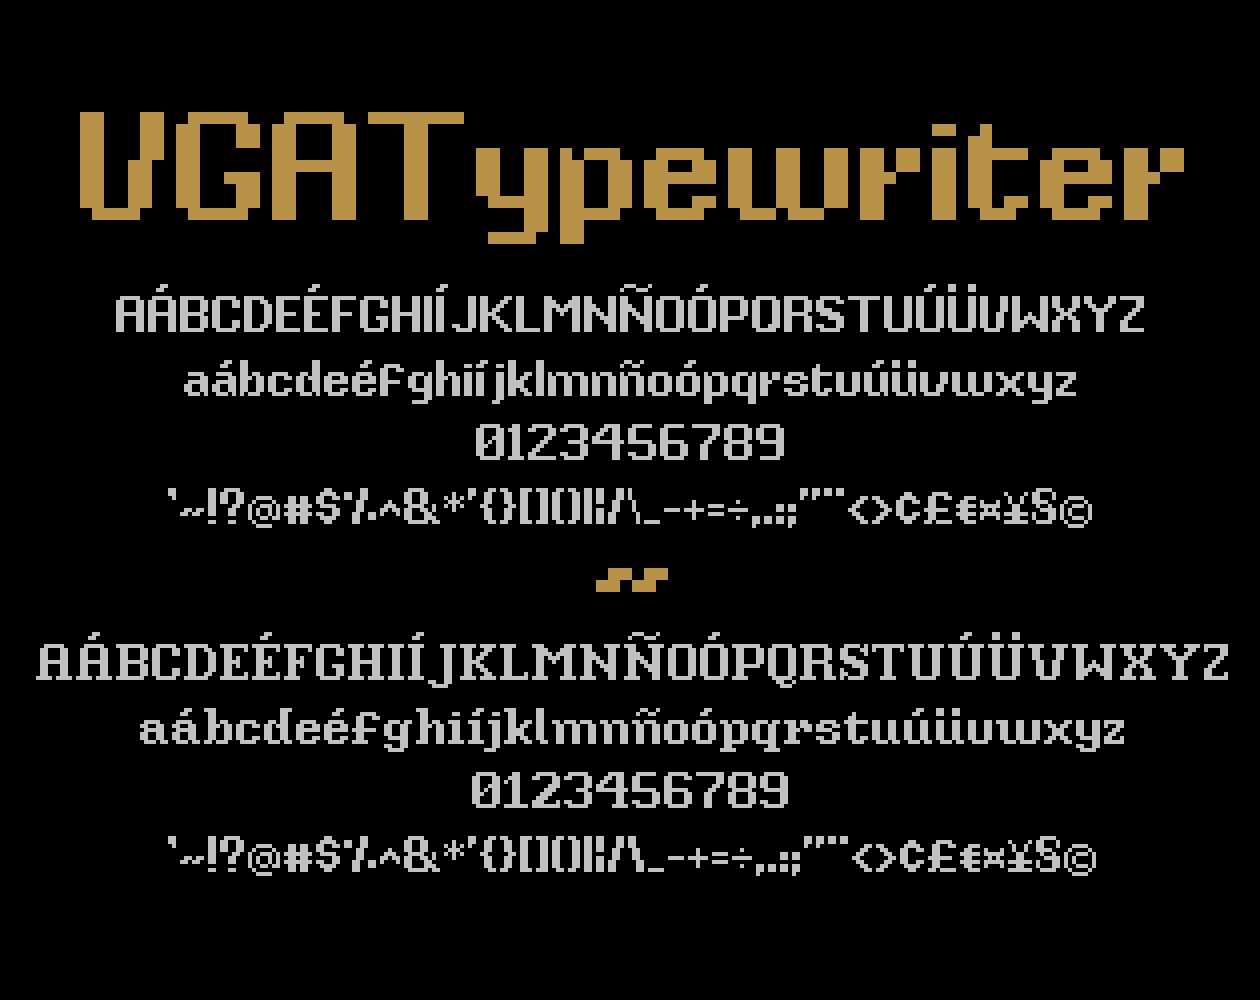 VGATypewriter
AÁBCDEÉFGHIÍJKLMNÑOÓPQRSTUÚÜVWXYZ
aábcdeéfghiíjklmnñoópqrstuúüvwxyz
0123456789
`~!?@#$%^&*'{}[]()|¦/\_-+=÷,.:;"¨<>¢£€¤¥§©
~~
AÁBCDEÉFGHIÍJKLMNÑOÓPQRSTUÚÜVWXYZ
aábcdeéfghiíjklmnñoópqrstuúüvwxyz
0123456789
`~!?@#$%^&*'{}[]()|¦/\_-+=÷,.:;"¨<>¢£€¤¥§©